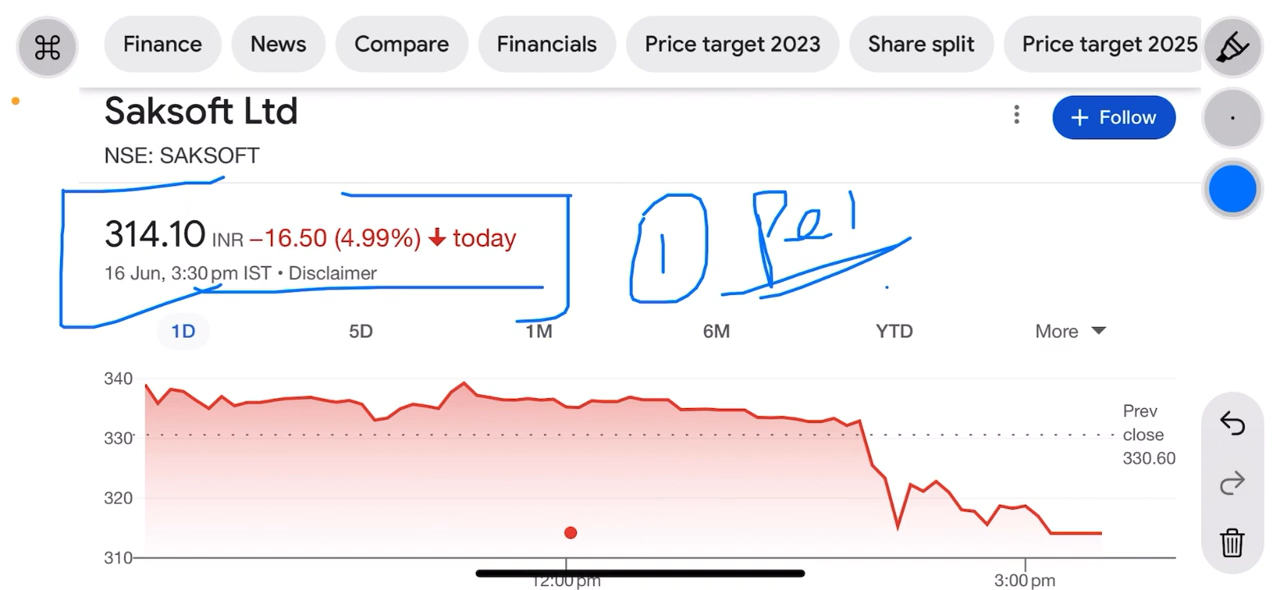 Finance News Compare Financials Price target 2023 Share split Price target 2025
Saksoft Ltd
+ Follow
NSE: SAKSOFT
314.10 INR −16.50 (4.99%) ↓ today
16 Jun, 3:30 pm IST • Disclaimer
1
1D 5D 1M 6M YTD More
340
330
320
310
Prev
close
330.60
12:00 pm 3:00 pm